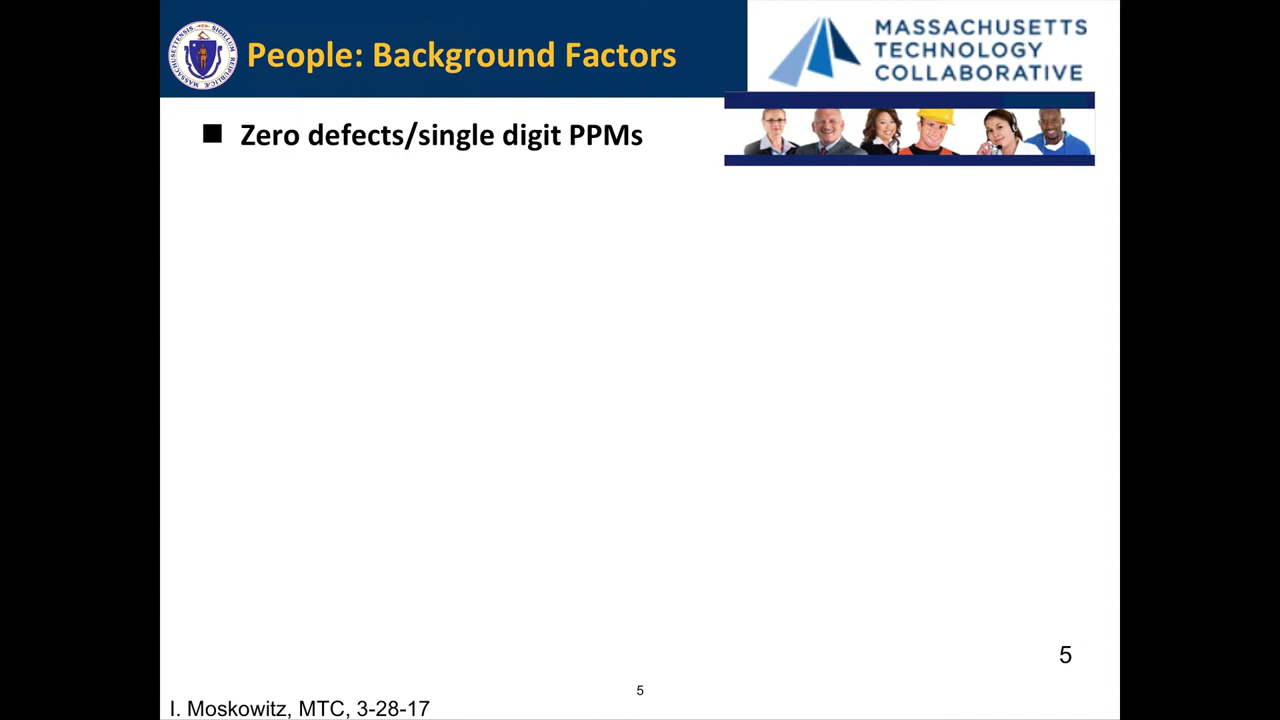 People: Background Factors
MASSACHUSETTS
TECHNOLOGY
COLLABORATIVE
■ Zero defects/single digit PPMs
5
5
I. Moskowitz, MTC, 3-28-17